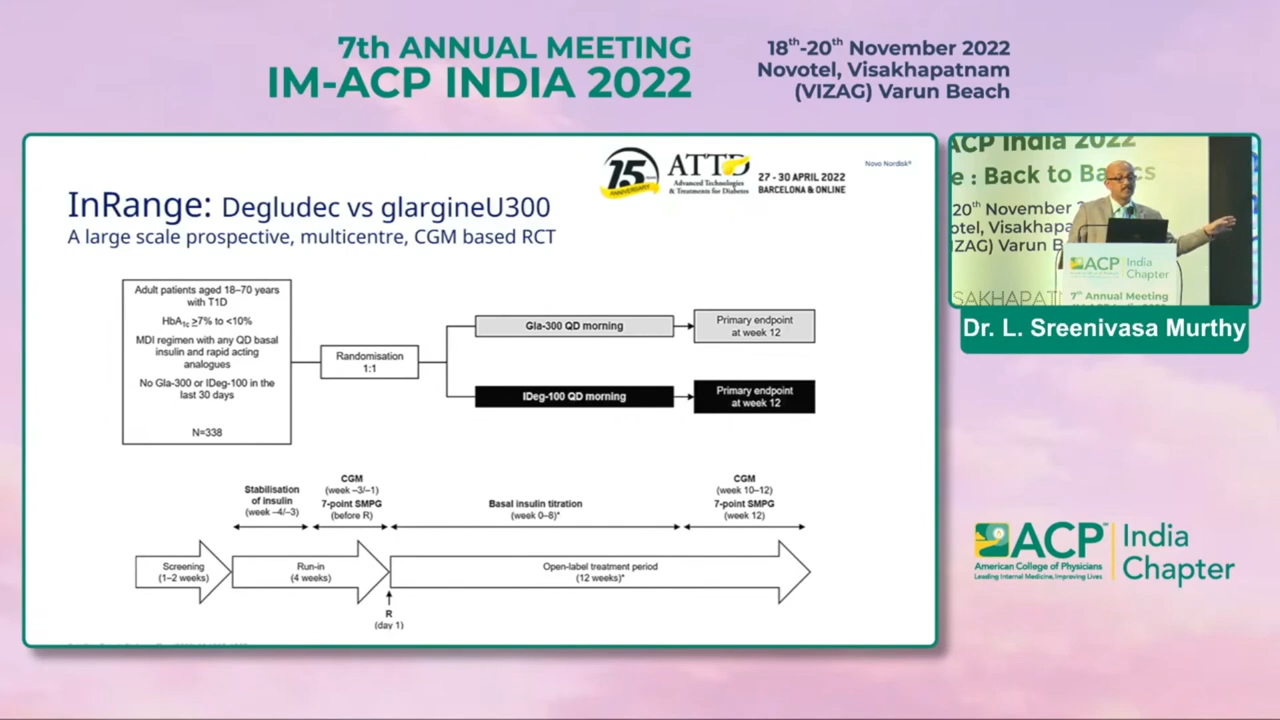 7th ANNUAL MEETING
IM-ACP INDIA 2022
18th-20th November 2022
Novotel, Visakhapatnam
(VIZAG) Varun Beach
15
ANNIVERSARY
ATTD
Advanced Technologies
& Treatments for Diabetes
27 - 30 APRIL 2022
BARCELONA & ONLINE
Novo Nordisk®
InRange: Degludec vs glargineU300
A large scale prospective, multicentre, CGM based RCT
Adult patients aged 18–70 years
with T1D
HbA1c ≥7% to <10%
MDI regimen with any QD basal
insulin and rapid acting
analogues
No Gla-300 or IDeg-100 in the
last 30 days
N=338
Randomisation
1:1
Gla-300 QD morning
Primary endpoint
at week 12
IDeg-100 QD morning
Primary endpoint
at week 12
Stabilisation
of insulin
(week –4/–3)
CGM
(week –3/–1)
7-point SMPG
(before R)
Basal insulin titration
(week 0–8)*
CGM
(week 10–12)
7-point SMPG
(week 12)
Screening
(1–2 weeks)
Run-in
(4 weeks)
Open-label treatment period
(12 weeks)*
R
(day 1)
ACP India 2022
e : Back to Ba cs
20th November 2
otel, Visakhapa
IZAG) Varun B
SAKHAPAT
ACP India
Chapter
7th Annual Meeting
Dr. L. Sreenivasa Murthy
ACP™
American College of Physicians
Leading Internal Medicine, Improving Lives
India
Chapter